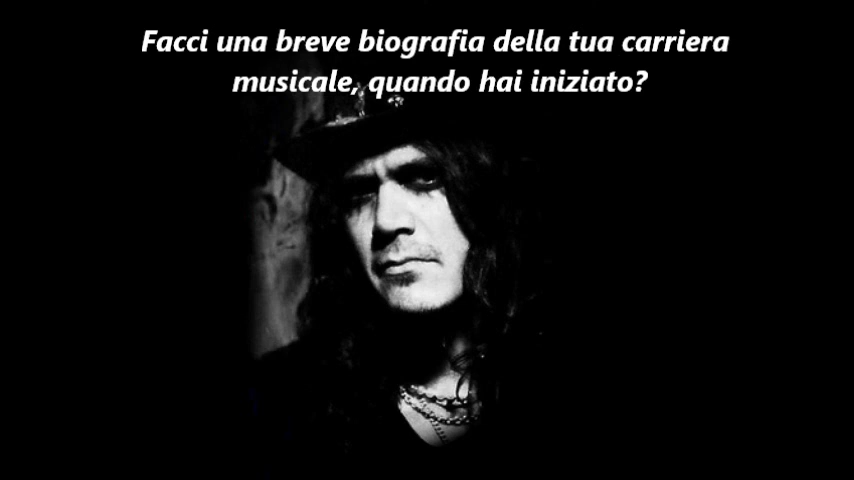 Facci una breve biografia della tua carriera
musicale, quando hai iniziato?